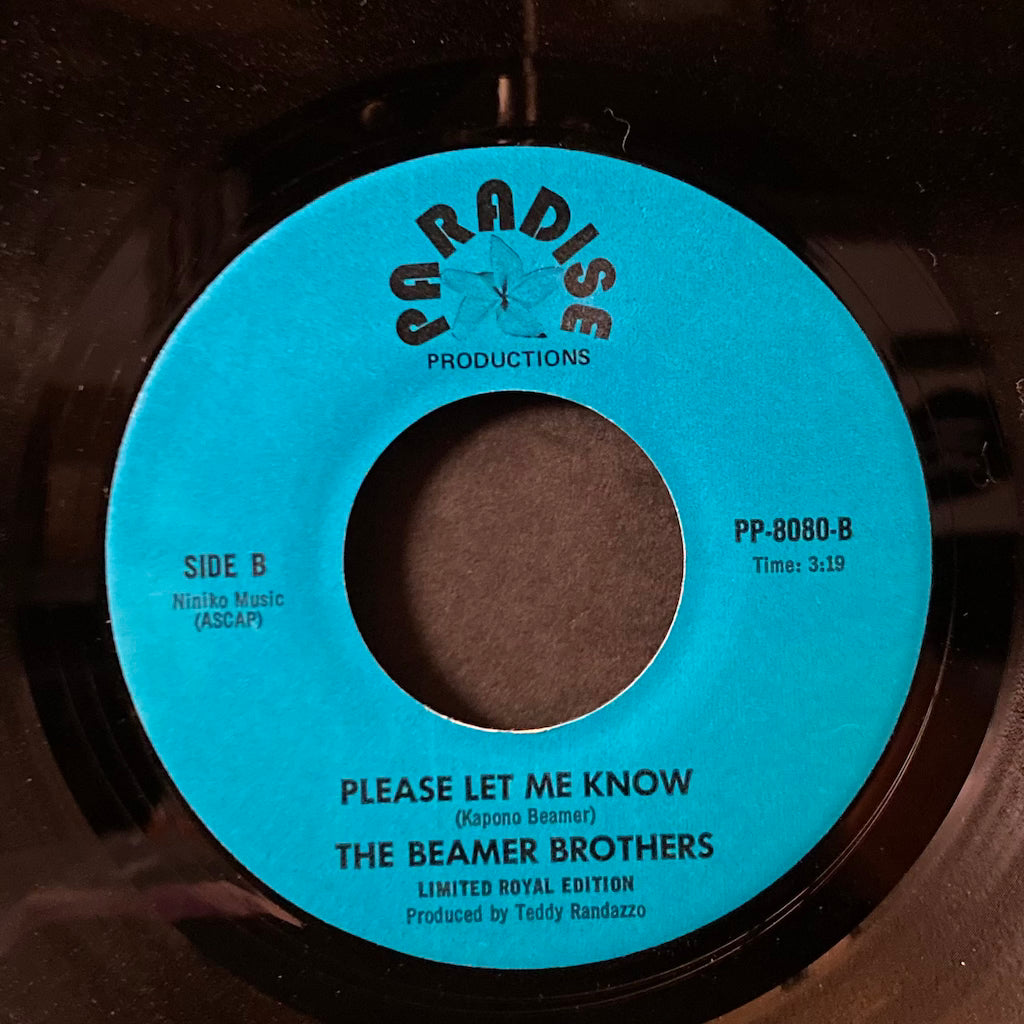 PARADISE
PRODUCTIONS
PP-8080-B
Time: 3:19
SIDE B
Niniko Music
(ASCAP)
PLEASE LET ME KNOW
(Kapono Beamer)
THE BEAMER BROTHERS
LIMITED ROYAL EDITION
Produced by Teddy Randazzo